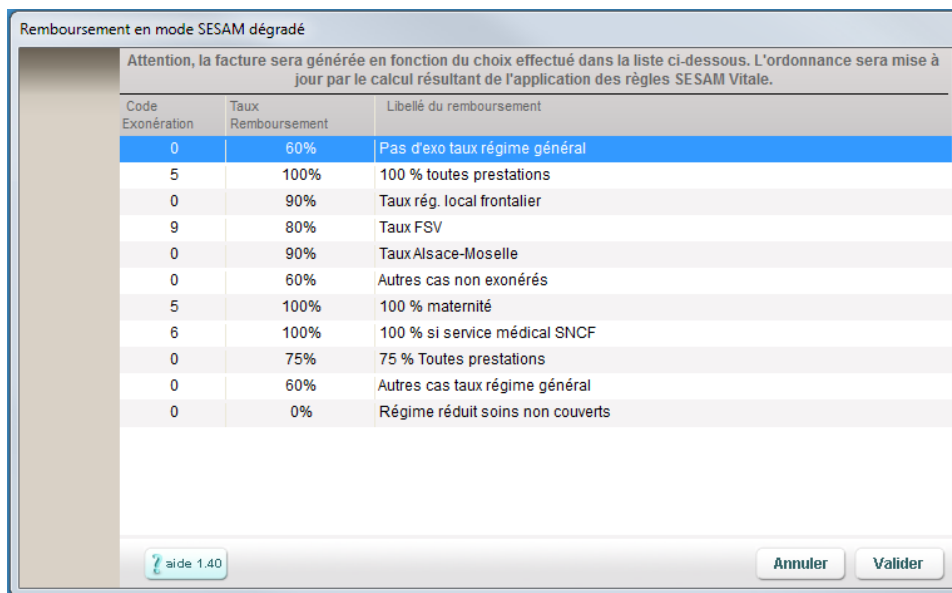 Remboursement en mode SESAM dégradé
Attention, la facture sera générée en fonction du choix effectué dans la liste ci-dessous. L'ordonnance sera mise à
jour par le calcul résultant de l'application des règles SESAM Vitale.
Code Taux Libellé du remboursement
Exonération Remboursement
0 60% Pas d'exo taux régime général
5 100% 100 % toutes prestations
0 90% Taux rég. local frontalier
9 80% Taux FSV
0 90% Taux Alsace-Moselle
0 60% Autres cas non exonérés
5 100% 100 % maternité
6 100% 100 % si service médical SNCF
0 75% 75 % Toutes prestations
0 60% Autres cas taux régime général
0 0% Régime réduit soins non couverts
? aide 1.40 Annuler Valider